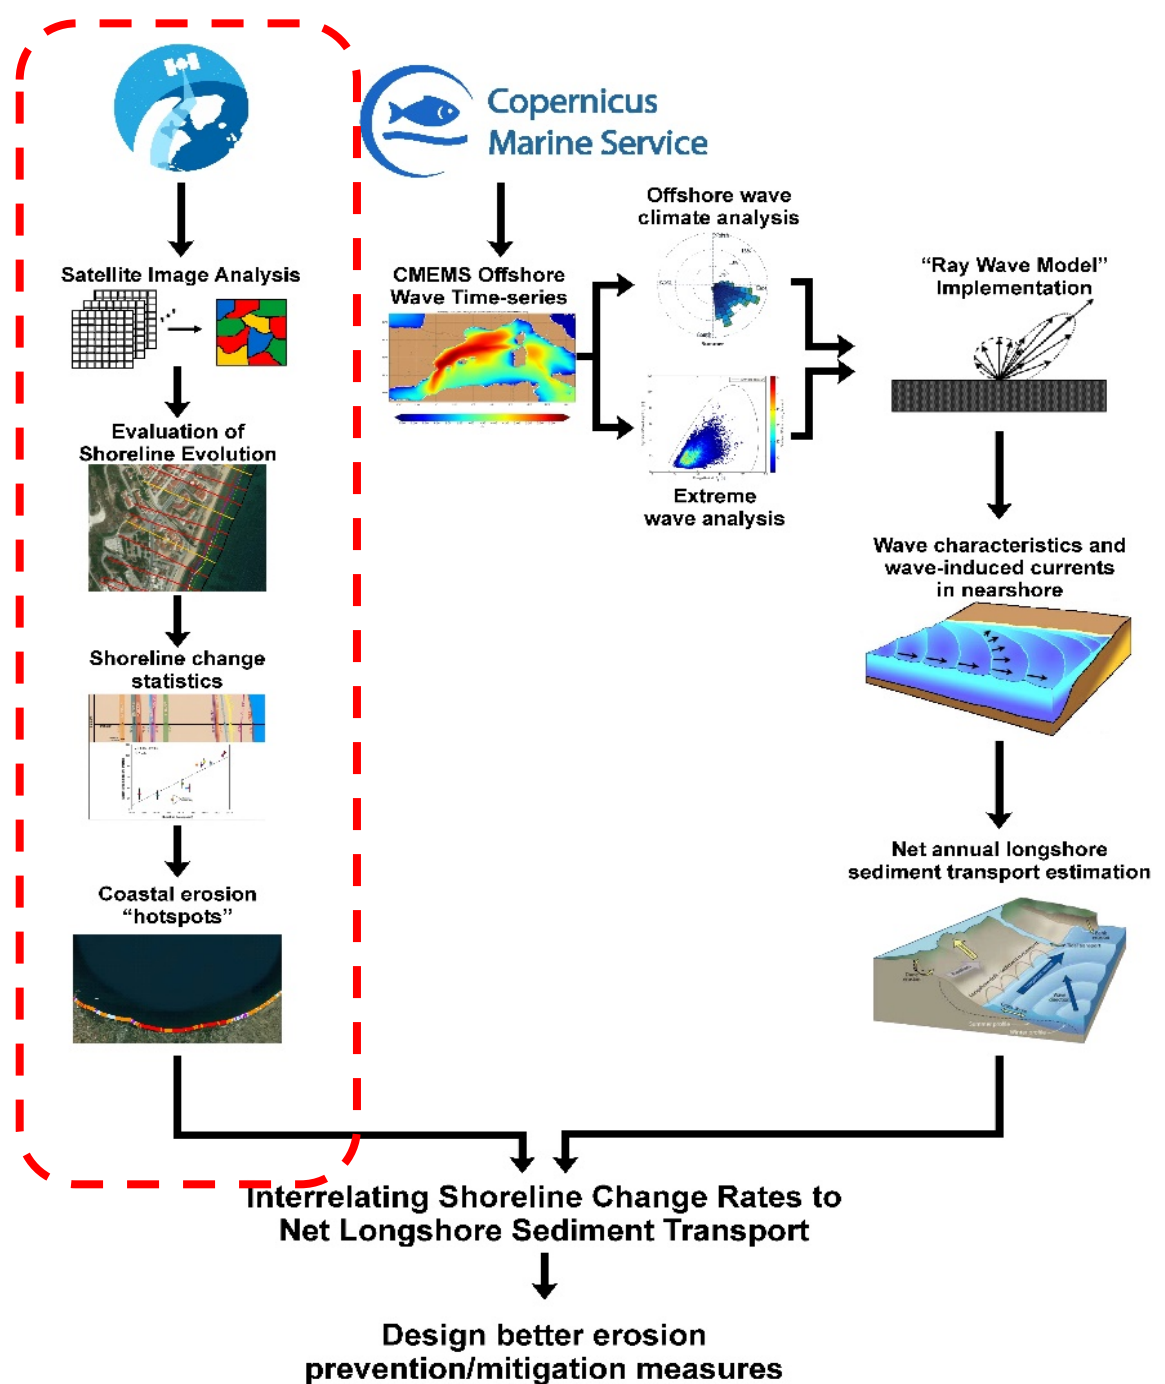 Copernicus
Marine Service
Satellite Image Analysis
Evaluation of
Shoreline Evolution
Shoreline change
statistics
Coastal erosion
“hotspots”
CMEMS Offshore
Wave Time-series
Offshore wave
climate analysis
Extreme
wave analysis
“Ray Wave Model”
Implementation
Wave characteristics and
wave-induced currents
in nearshore
Net annual longshore
sediment transport estimation
Interrelating Shoreline Change Rates to
Net Longshore Sediment Transport
Design better erosion
prevention/mitigation measures